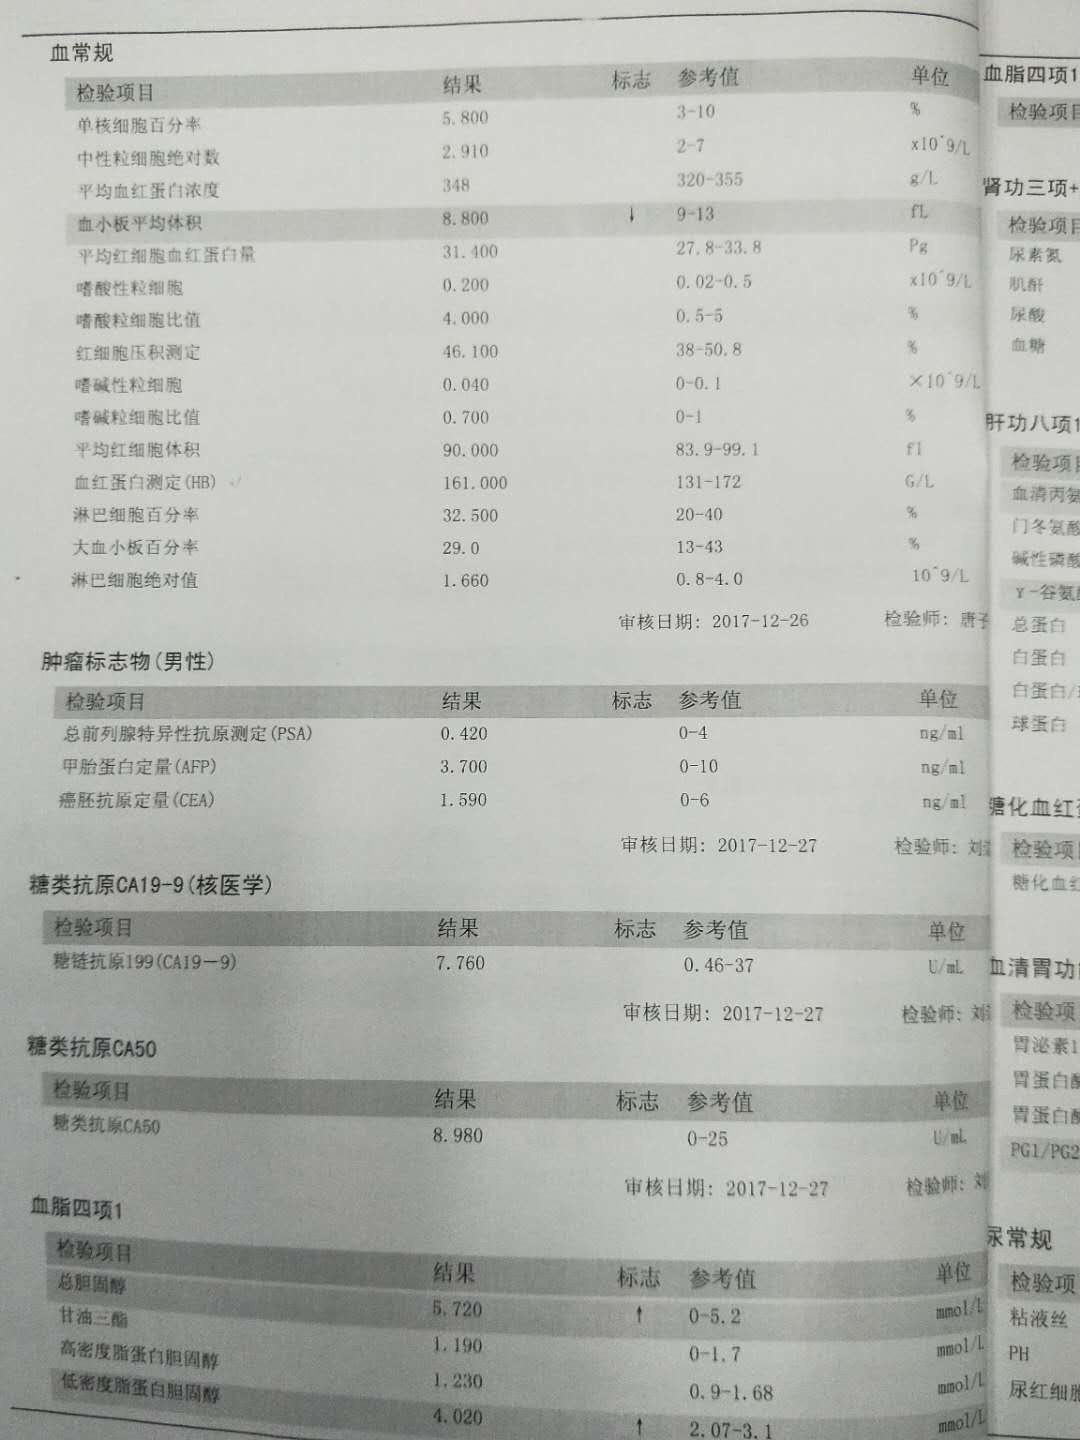 血常规
检验项目 结果 标志 参考值 单位
单核细胞百分率 5.800 3-10 %
中性粒细胞绝对数 2.910 2-7 x10^9/L
平均血红蛋白浓度 348 320-355 g/L
血小板平均体积 8.800 ↓ 9-13 fL
平均红细胞血红蛋白量 31.400 27.8-33.8 Pg
嗜酸性粒细胞 0.200 0.02-0.5 x10^9/L
嗜酸粒细胞比值 4.000 0.5-5 %
红细胞压积测定 46.100 38-50.8 %
嗜碱性粒细胞 0.040 0-0.1 ×10^9/L
嗜碱粒细胞比值 0.700 0-1 %
平均红细胞体积 90.000 83.9-99.1 fl
血红蛋白测定(HB) 161.000 131-172 G/L
淋巴细胞百分率 32.500 20-40 %
大血小板百分率 29.0 13-43 %
淋巴细胞绝对值 1.660 0.8-4.0 10^9/L
审核日期: 2017-12-26 检验师: 唐
肿瘤标志物(男性)
检验项目 结果 标志 参考值 单位
总前列腺特异性抗原测定(PSA) 0.420 0-4 ng/ml
甲胎蛋白定量(AFP) 3.700 0-10 ng/ml
癌胚抗原定量(CEA) 1.590 0-6 ng/ml
审核日期: 2017-12-27 检验师: 刘
糖类抗原CA19-9(核医学)
检验项目 结果 标志 参考值 单位
糖链抗原199(CA19-9) 7.760 0.46-37 U/mL
审核日期: 2017-12-27 检验师: 刘
糖类抗原CA50
检验项目 结果 标志 参考值 单位
糖类抗原CA50 8.980 0-25 U/mL
审核日期: 2017-12-27 检验师: 刘
血脂四项1
检验项目 结果 标志 参考值 单位
总胆固醇 5.720 ↑ 0-5.2 mmol/L
甘油三酯 1.190 0-1.7 mmol/L
高密度脂蛋白胆固醇 1.230 0.9-1.68 mmol/L
低密度脂蛋白胆固醇 4.020 ↑ 2.07-3.1 mmol/L
血脂四项1
检验项目
肾功三项+
检验项目
尿素氮
肌酐
尿酸
血糖
肝功八项1
检验项目
血清丙氨
门冬氨酸
碱性磷酸
γ-谷氨酰
总蛋白
白蛋白
白蛋白/
球蛋白
糖化血红
检验项目
糖化血红
血清胃功
检验项
胃泌素1
胃蛋白酶
胃蛋白酶
PG1/PG2
尿常规
检验项
粘液丝
PH
尿红细胞